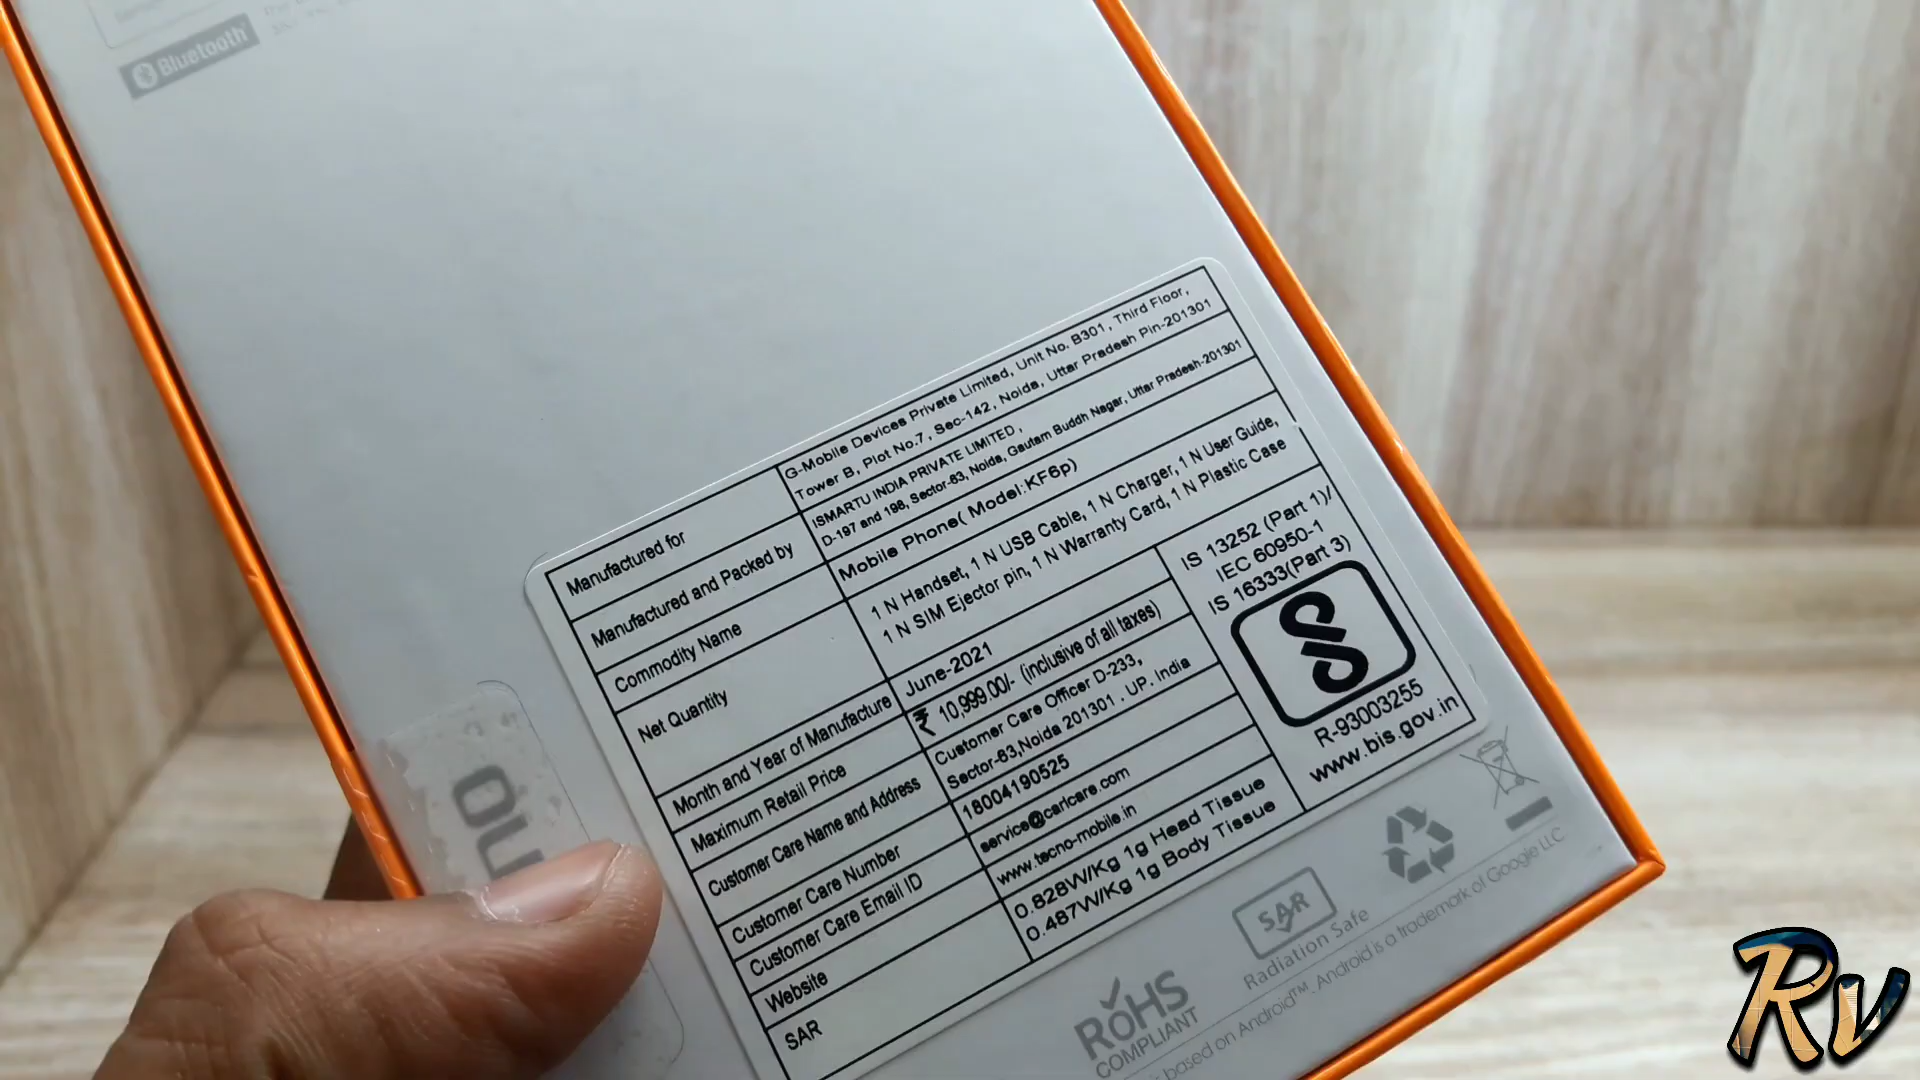 Bluetooth
Manufactured for
G-Mobile Devices Private Limited, Unit No. B301, Third Floor,
Tower B, Plot No.7, Sec-142, Noida, Uttar Pradesh Pin-201301
Manufactured and Packed by
ISMARTU INDIA PRIVATE LIMITED,
D-197 and 198, Sector-63, Noida, Gautam Buddh Nagar, Uttar Pradesh-201301
Commodity Name
Mobile Phone( Model:KF6p)
Net Quantity
1 N Handset, 1 N USB Cable, 1 N Charger, 1 N User Guide,
1 N SIM Ejector pin, 1 N Warranty Card, 1 N Plastic Case
Month and Year of Manufacture
June-2021
Maximum Retail Price
₹ 10,999.00/- (inclusive of all taxes)
Customer Care Name and Address
Customer Care Officer D-233,
Sector-63,Noida 201301 . UP. India
Customer Care Number
18004190525
Customer Care Email ID
service@carlcare.com
Website
www.tecno-mobile.in
SAR
0.828W/Kg 1g Head Tissue
0.487W/Kg 1g Body Tissue
IS 13252 (Part 1)/
IEC 60950-1
IS 16333(Part 3)
R-93003255
www.bis.gov.in
SAR
Radiation Safe
RoHS
COMPLIANT
is based on Android™. Android is a trademark of Google LLC
Rv